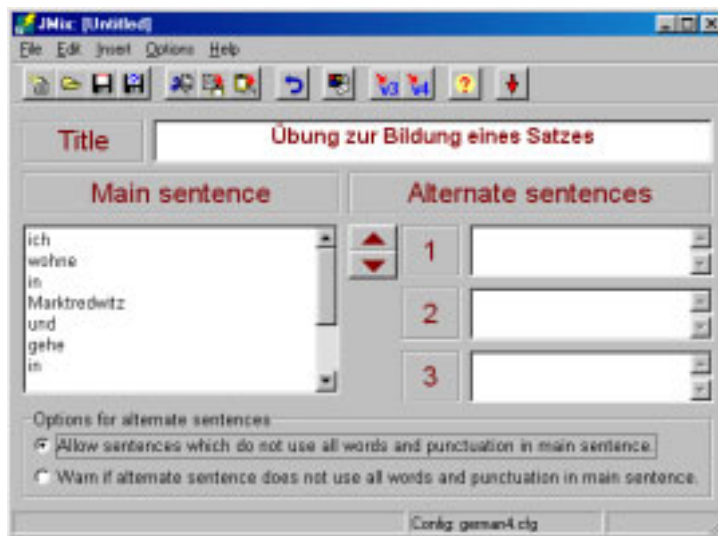 JMix: [Untitled]
File Edit Insert Options Help
v3 v4 ?
Title Übung zur Bildung eines Satzes
Main sentence Alternate sentences
ich
wohne
in
Marktredwitz
und
gehe
in
1
2
3
Options for alternate sentences
Allow sentences which do not use all words and punctuation in main sentence.
Warn if alternate sentence does not use all words and punctuation in main sentence.
Config: german4.cfg